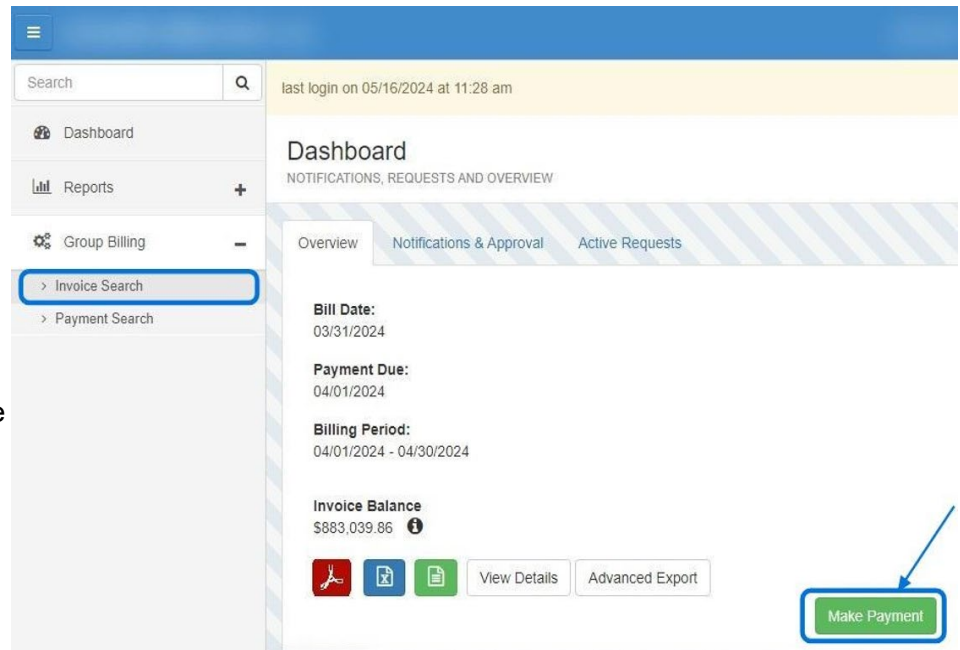 Search
last login on 05/16/2024 at 11:28 am
Dashboard
Reports
Group Billing
Invoice Search
Payment Search
e
Dashboard
NOTIFICATIONS, REQUESTS AND OVERVIEW
Overview Notifications & Approval Active Requests
Bill Date:
03/31/2024
Payment Due:
04/01/2024
Billing Period:
04/01/2024 - 04/30/2024
Invoice Balance
$883,039.86
View Details Advanced Export
Make Payment